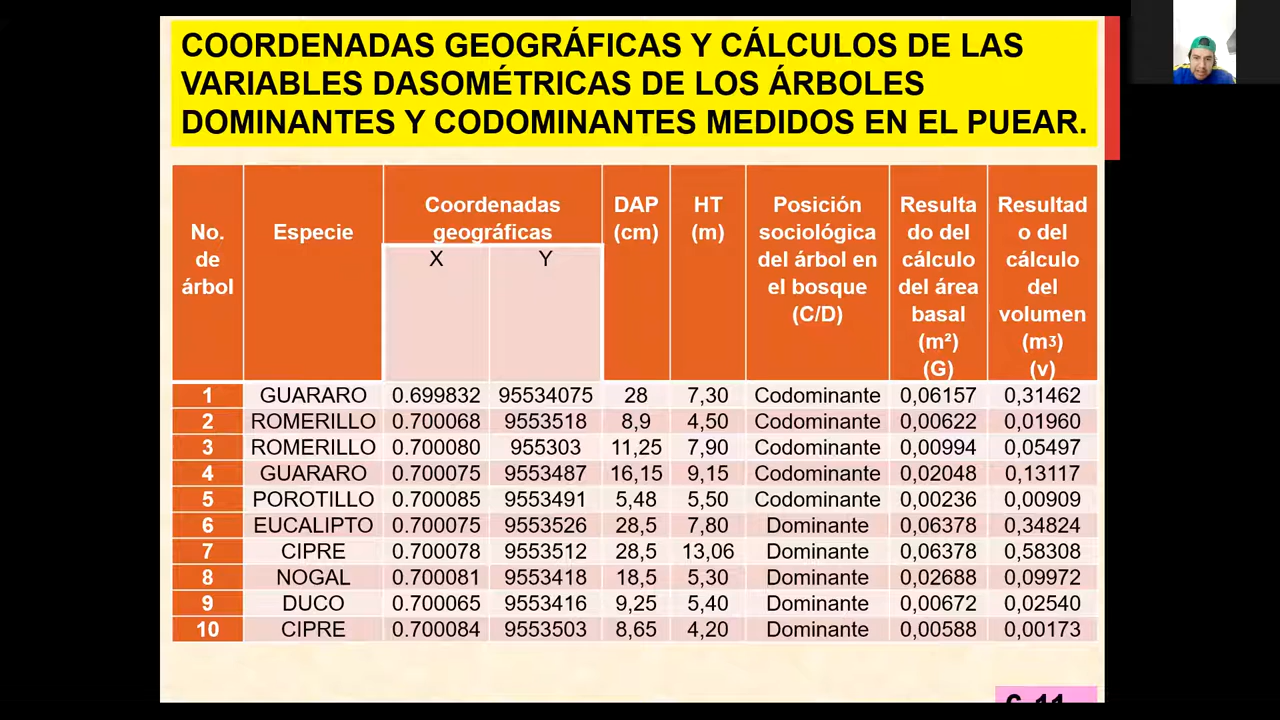 COORDENADAS GEOGRÁFICAS Y CÁLCULOS DE LAS
VARIABLES DASOMÉTRICAS DE LOS ÁRBOLES
DOMINANTES Y CODOMINANTES MEDIDOS EN EL PUEAR.
No. de árbol Especie Coordenadas geográficas X Y DAP (cm) HT (m) Posición sociológica del árbol en el bosque (C/D) Resulta do del cálculo del área basal (m²) (G) Resultad o del cálculo del volumen (m3) (v)
1 GUARARO 0.699832 95534075 28 7,30 Codominante 0,06157 0,31462
2 ROMERILLO 0.700068 9553518 8,9 4,50 Codominante 0,00622 0,01960
3 ROMERILLO 0.700080 955303 11,25 7,90 Codominante 0,00994 0,05497
4 GUARARO 0.700075 9553487 16,15 9,15 Codominante 0,02048 0,13117
5 POROTILLO 0.700085 9553491 5,48 5,50 Codominante 0,00236 0,00909
6 EUCALIPTO 0.700075 9553526 28,5 7,80 Dominante 0,06378 0,34824
7 CIPRE 0.700078 9553512 28,5 13,06 Dominante 0,06378 0,58308
8 NOGAL 0.700081 9553418 18,5 5,30 Dominante 0,02688 0,09972
9 DUCO 0.700065 9553416 9,25 5,40 Dominante 0,00672 0,02540
10 CIPRE 0.700084 9553503 8,65 4,20 Dominante 0,00588 0,00173